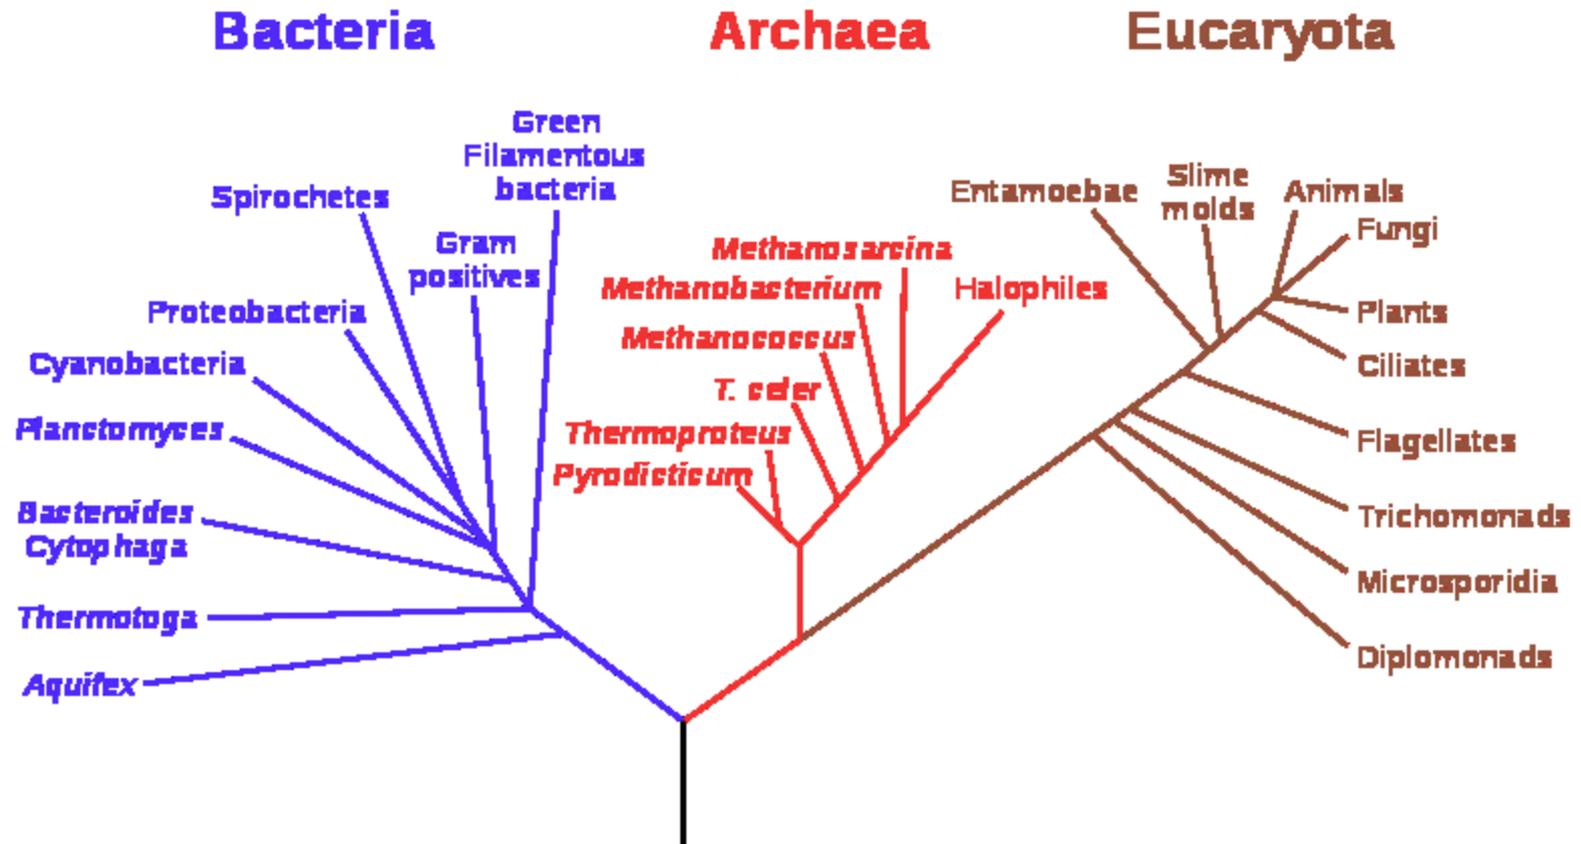 Bacteria
Archaea
Eucaryota
Green
Filamentous
bacteria
Spirochetes
Gram
positives
Proteobacteria
Cyanobacteria
Planctomyces
Bacteroides
Cytophaga
Thermotoga
Aquifex
Methanosarcina
Methanobacterium
Halophiles
Methanococcus
T. celer
Thermoproteus
Pyrodicticum
Entamoebae
Slime
molds
Animals
Fungi
Plants
Ciliates
Flagellates
Trichomonads
Microsporidia
Diplomonads